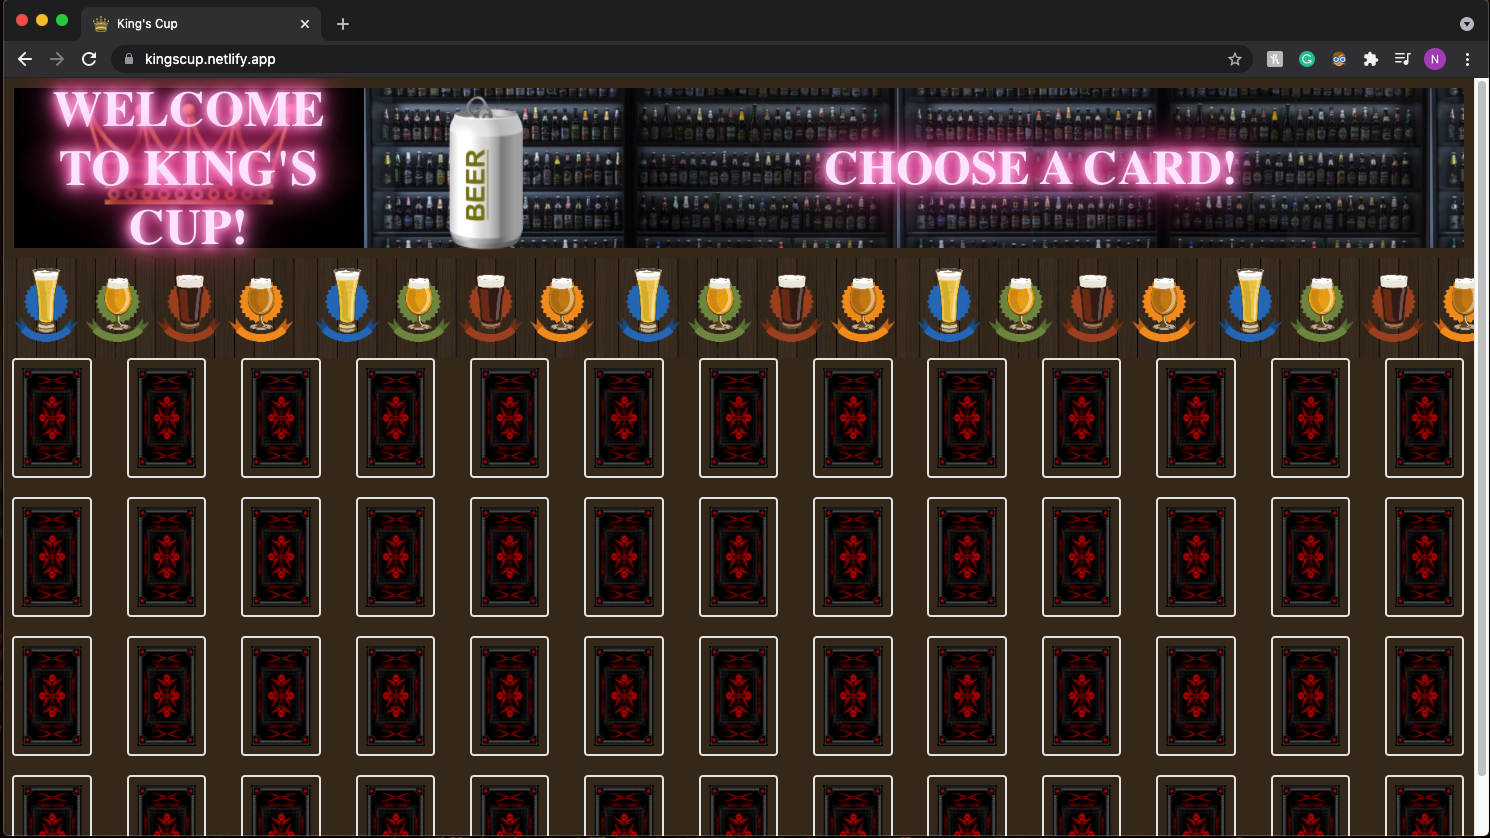 King's Cup
kingscup.netlify.app
N
WELCOME
TO KING'S
CUP!
BEER
CHOOSE A CARD!